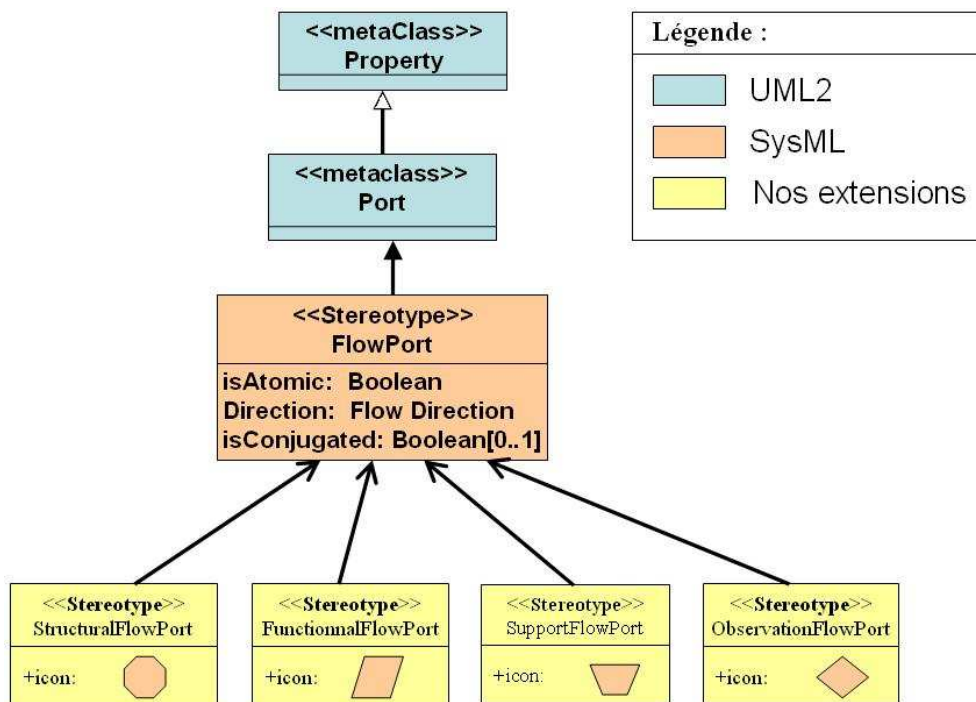 <<metaClass>>
Property
Légende :
UML2
SysML
Nos extensions
<<metaclass>>
Port
<<Stereotype>>
FlowPort
isAtomic: Boolean
Direction: Flow Direction
isConjugated: Boolean[0..1]
<<Stereotype>>
StructuralFlowPort
+icon:
<<Stereotype>>
FunctionnalFlowPort
+icon:
<<Stereotype>>
SupportFlowPort
+icon:
<<Stereotype>>
ObservationFlowPort
+icon: